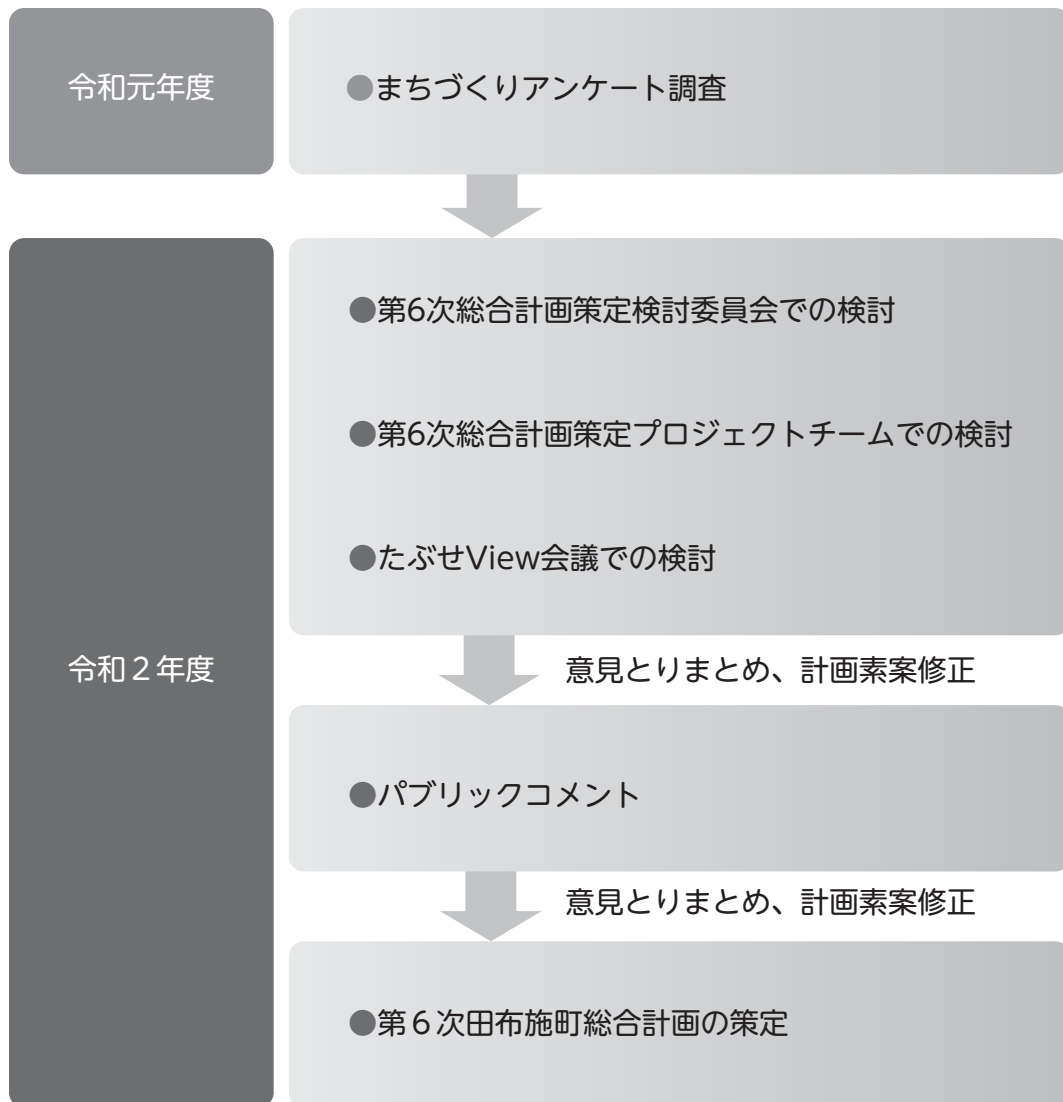 令和元年度
●まちづくりアンケート調査
令和２年度
●第6次総合計画策定検討委員会での検討
●第6次総合計画策定プロジェクトチームでの検討
●たぶせView会議での検討
意見とりまとめ、計画素案修正
●パブリックコメント
意見とりまとめ、計画素案修正
●第６次田布施町総合計画の策定